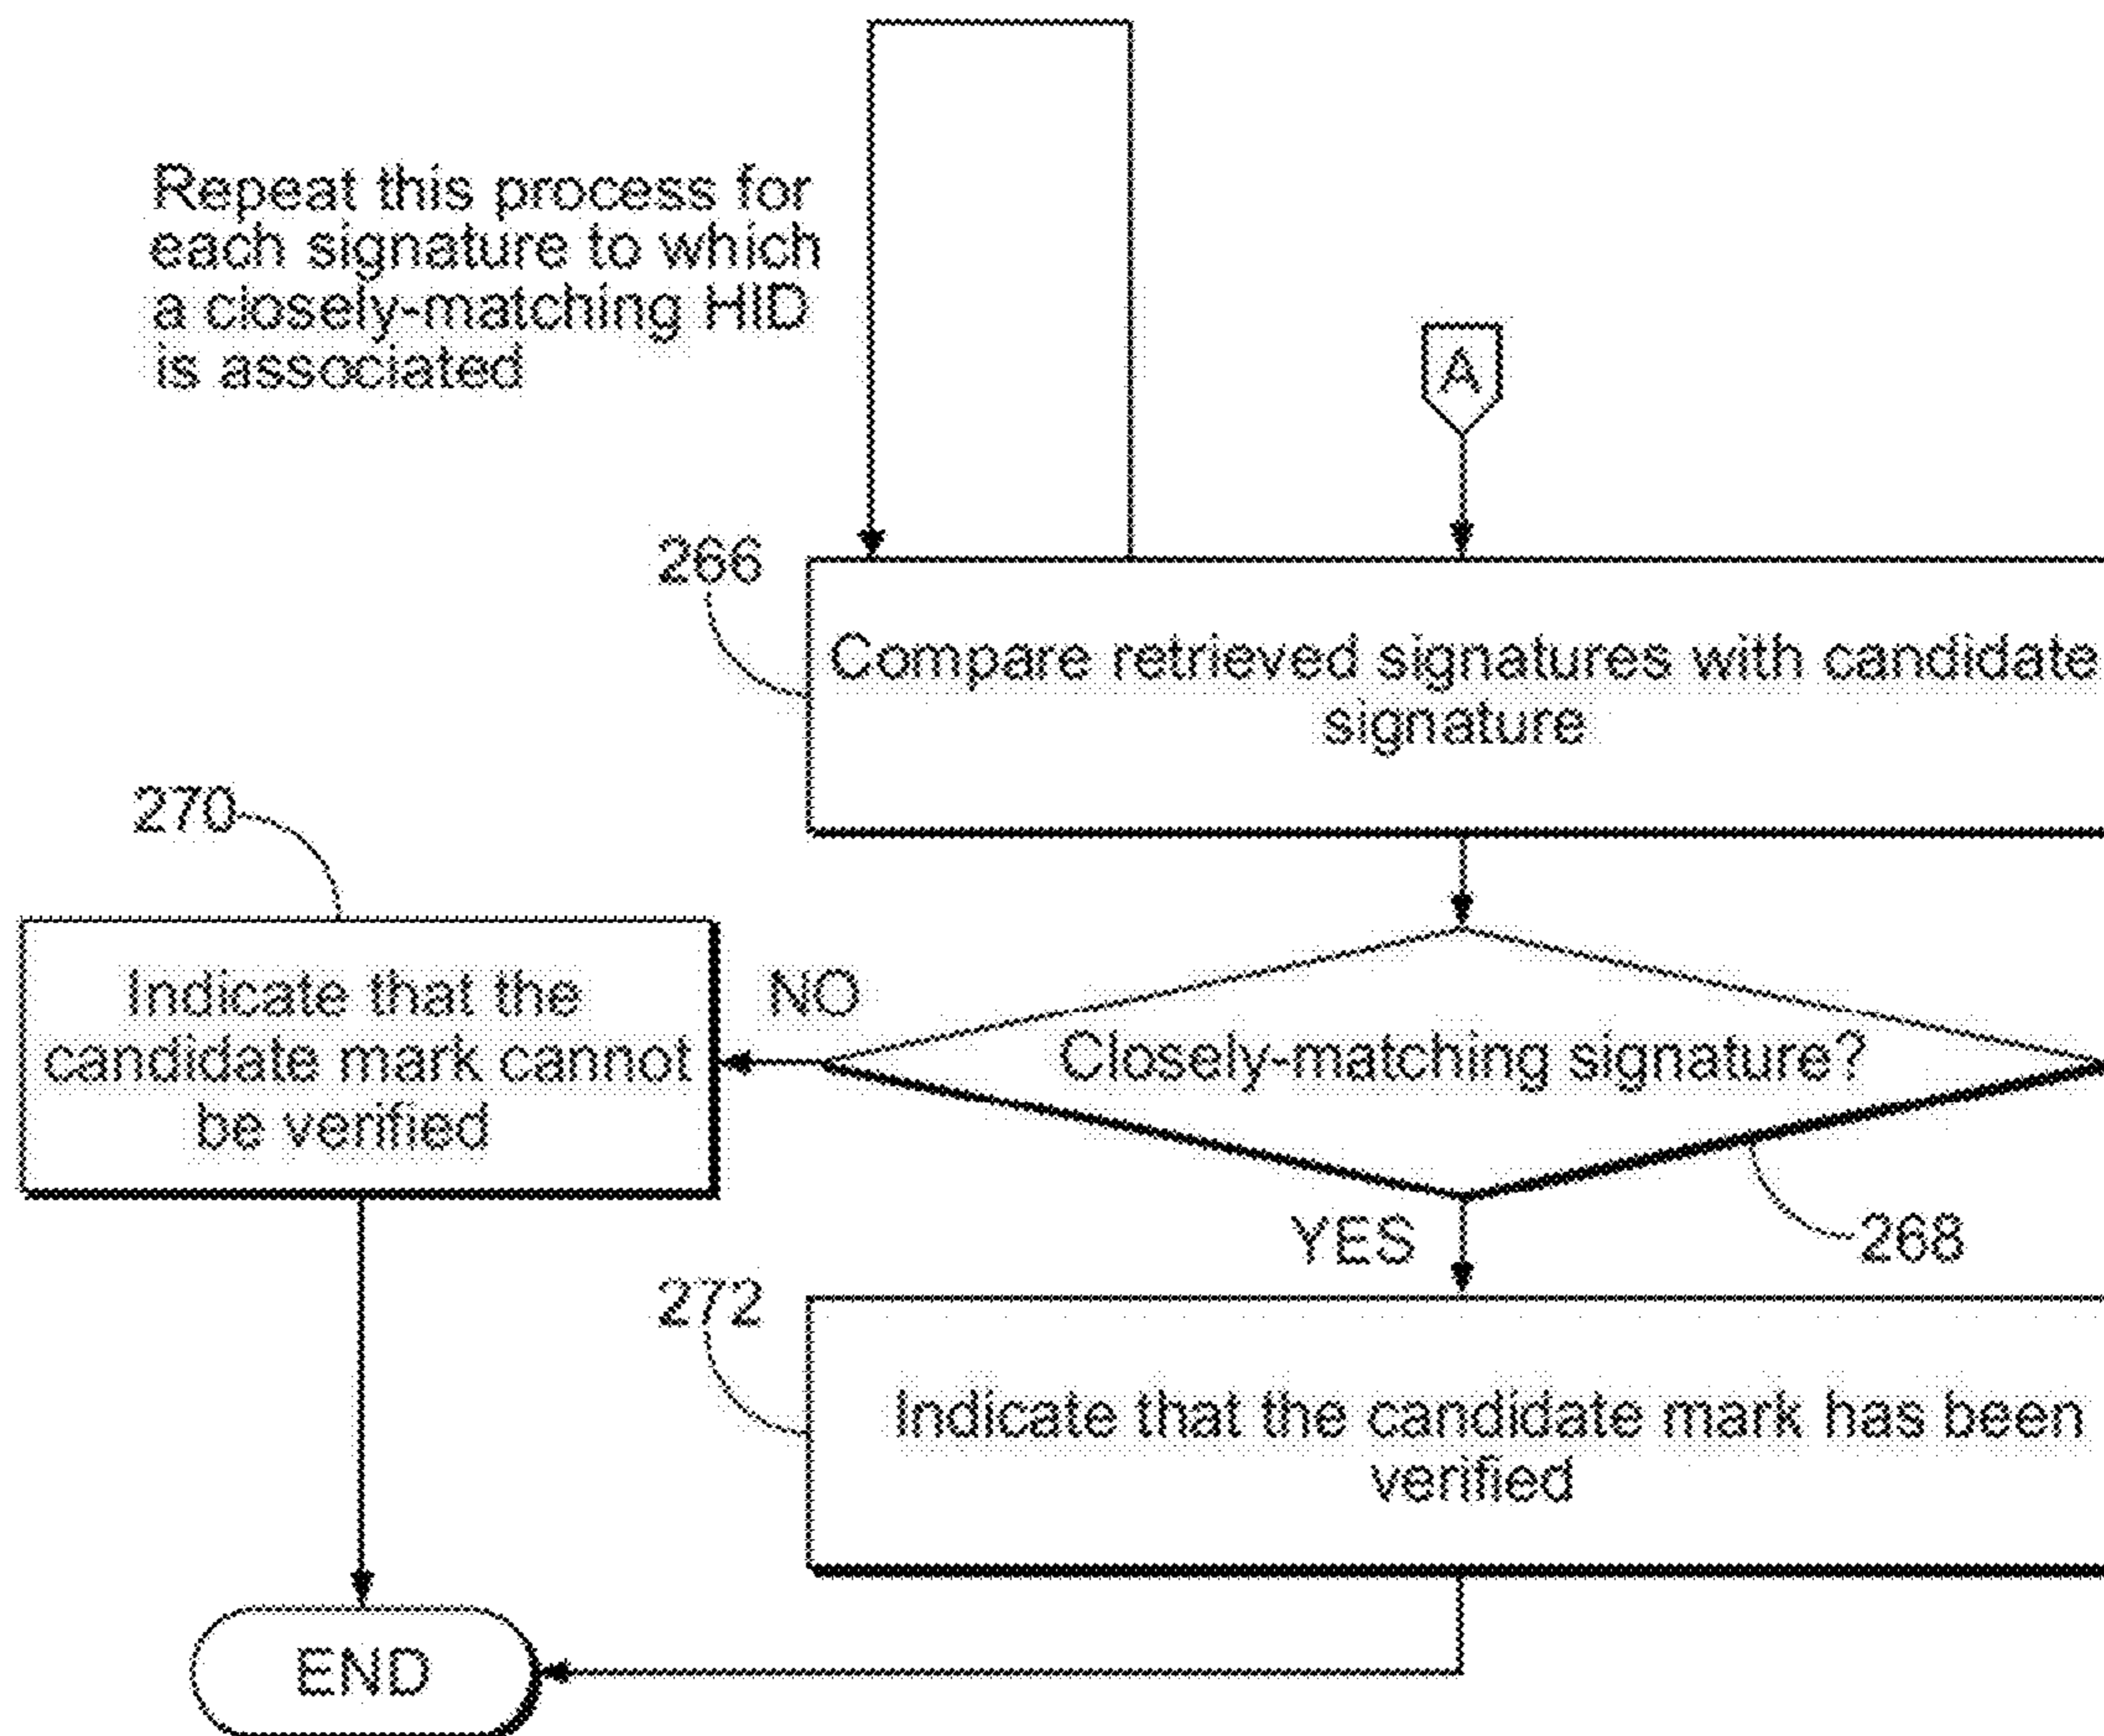 Repeat this process for
each signature to which
a closely-matching HID
is associated
A
266
Compare retrieved signatures with candidate
signature
270
Indicate that the
candidate mark cannot
be verified
NO
Closely-matching signature?
YES
268
272
Indicate that the candidate mark has been
verified
END